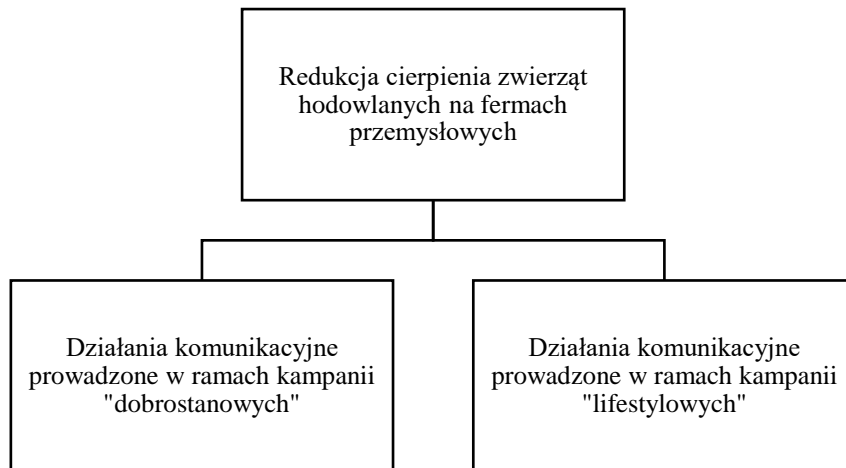 Redukcja cierpienia zwierząt
hodowlanych na fermach
przemysłowych
Działania komunikacyjne
prowadzone w ramach kampanii
"dobrostanowych"
Działania komunikacyjne
prowadzone w ramach kampanii
"lifestylowych"